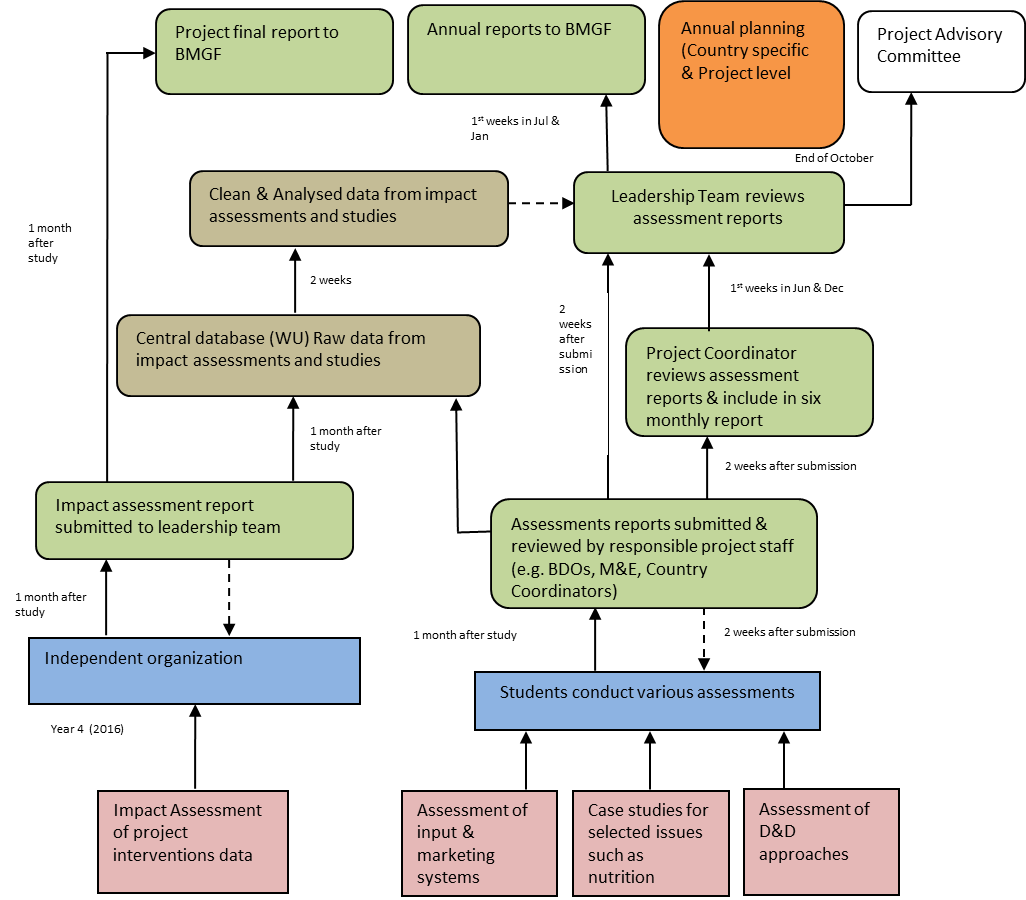 Project final report to
BMGF
Annual reports to BMGF
Annual planning
(Country specific
& Project level
Project Advisory
Committee
1st weeks in Jul &
Jan
End of October
Clean & Analysed data from impact
assessments and studies
Leadership Team reviews
assessment reports
1 month
after
study
2 weeks
1st weeks in Jun & Dec
2
weeks
after
submi
ssion
Central database (WU) Raw data from
impact assessments and studies
Project Coordinator
reviews assessment
reports & include in six
monthly report
1 month after
study
2 weeks after submission
Impact assessment report
submitted to leadership team
Assessments reports submitted &
reviewed by responsible project staff
(e.g. BDOs, M&E, Country
Coordinators)
1 month after
study
1 month after study
2 weeks after submission
Independent organization
Students conduct various assessments
Year 4 (2016)
Impact Assessment
of project
interventions data
Assessment of
input &
marketing
systems
Case studies for
selected issues
such as
nutrition
Assessment of
D&D
approaches